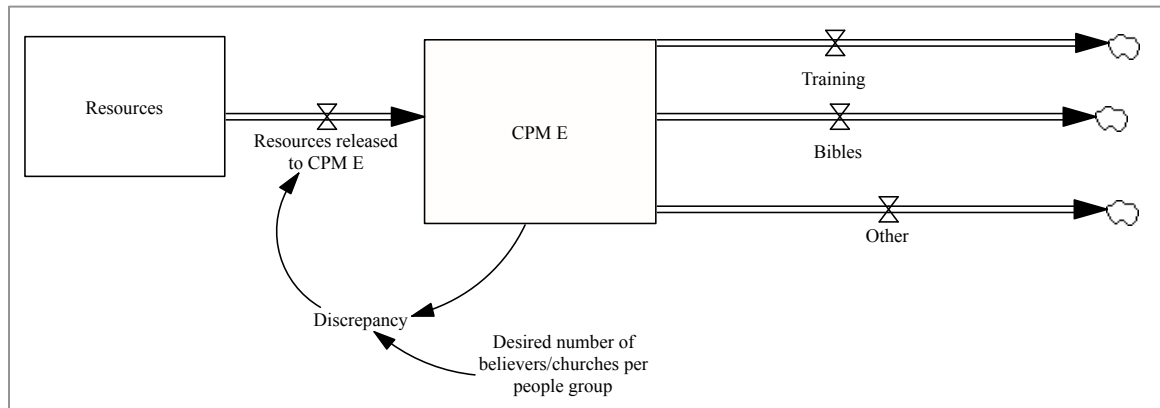 Resources
Resources released
to CPM E
CPM E
Training
Bibles
Other
Discrepancy
Desired number of
believers/churches per
people group